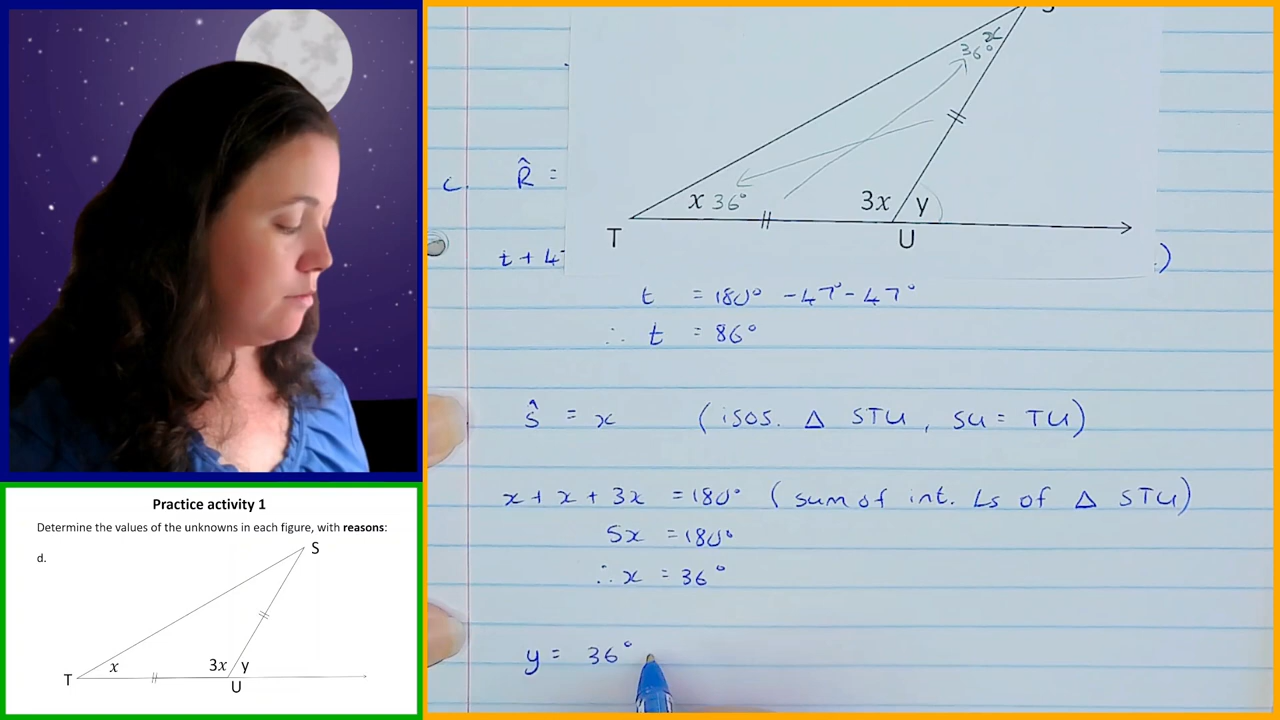 Practice activity 1
Determine the values of the unknowns in each figure, with reasons:
d.
S
x
3x
y
T
U
x
36°
x 36°
3x
y
T
U
c. R̂ =
t + 4
.)
t = 180° - 47° - 47°
∴ t = 86°
ŝ = x (isos. Δ STU, SU = TU)
x + x + 3x = 180° (sum of int. Ls of Δ STU)
5x = 180°
∴ x = 36°
y = 36°